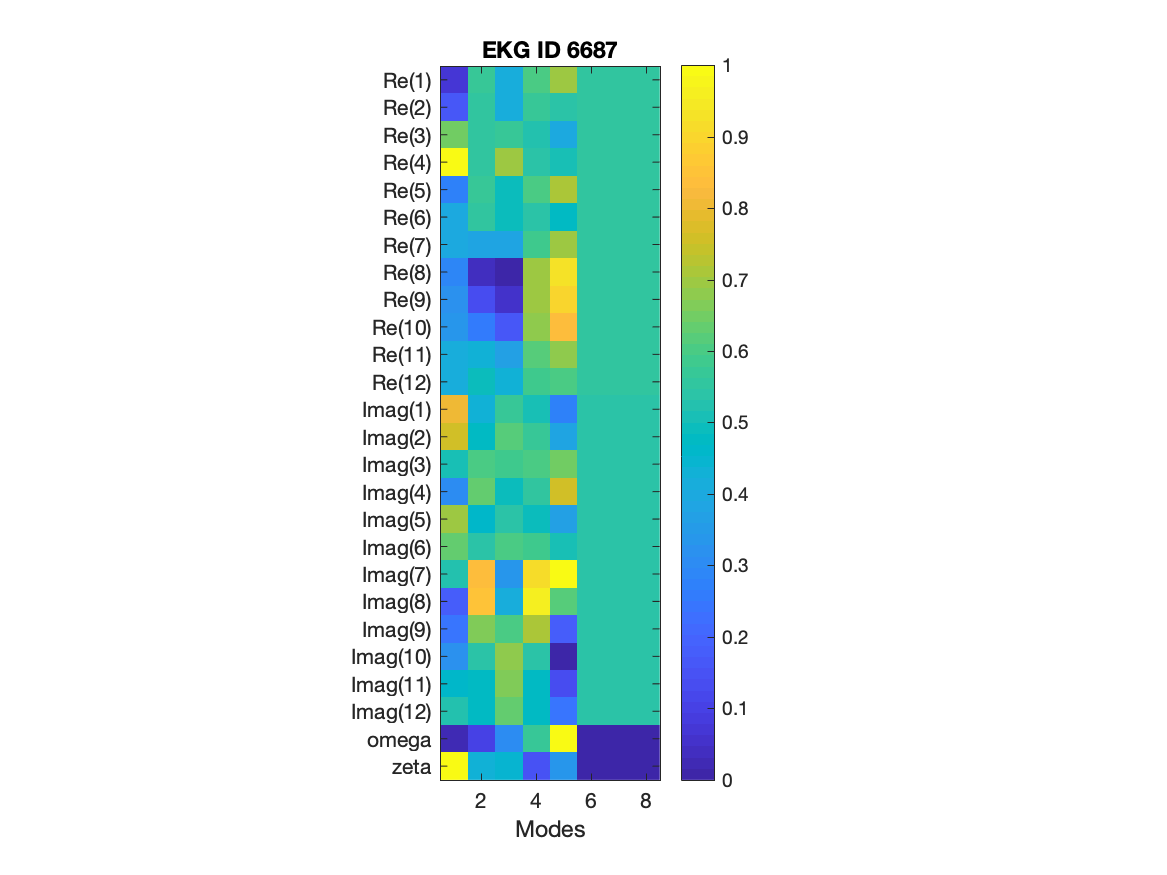 EKG ID 6687
Re(1)
Re(2)
Re(3)
Re(4)
Re(5)
Re(6)
Re(7)
Re(8)
Re(9)
Re(10)
Re(11)
Re(12)
Imag(1)
Imag(2)
Imag(3)
Imag(4)
Imag(5)
Imag(6)
Imag(7)
Imag(8)
Imag(9)
Imag(10)
Imag(11)
Imag(12)
omega
zeta
2 4 6 8
Modes
1
0.9
0.8
0.7
0.6
0.5
0.4
0.3
0.2
0.1
0